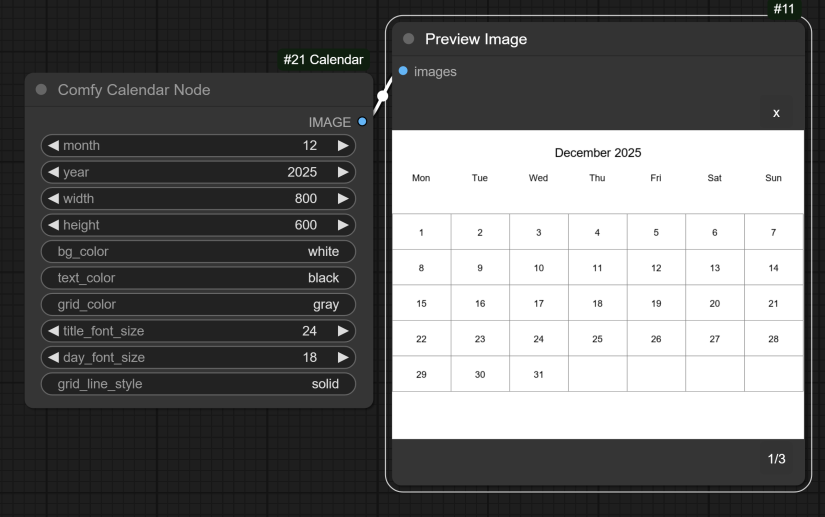 #21 Calendar
Comfy Calendar Node
IMAGE
month 12
year 2025
width 800
height 600
bg_color white
text_color black
grid_color gray
title_font_size 24
day_font_size 18
grid_line_style solid
#11
Preview Image
images
x
December 2025
Mon Tue Wed Thu Fri Sat Sun
1 2 3 4 5 6 7
8 9 10 11 12 13 14
15 16 17 18 19 20 21
22 23 24 25 26 27 28
29 30 31
1/3